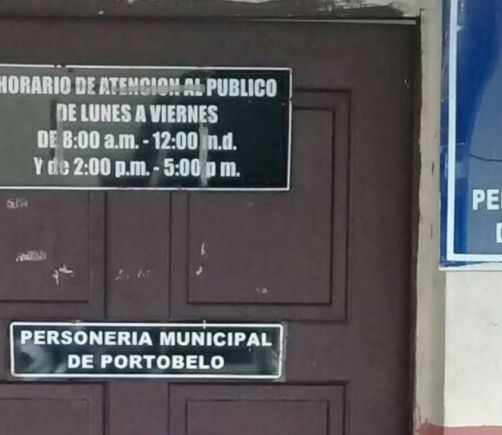 HORARIO DE ATENCION AL PUBLICO
DE LUNES A VIERNES
DE 8:00 a.m. - 12:00 m.d.
Y de 2:00 p.m. - 5:00 p m.
PERSONERIA MUNICIPAL
DE PORTOBELO